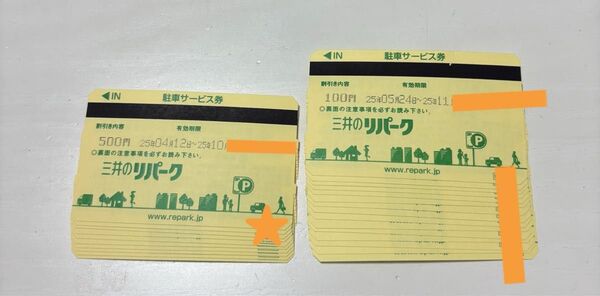 ◀IN 駐車サービス券
割引き内容 有効期限
500円 25年04月12日~25年10月
○裏面の注意事項を必ずお読み下さい。
三井のリパーク
P
www.repark.jp
◀IN 駐車サービス券
割引き内容 有効期限
100円 25年05月24日~25年11月
○裏面の注意事項を必ずお読み下さい。
三井のリパーク
P
www.repark.jp